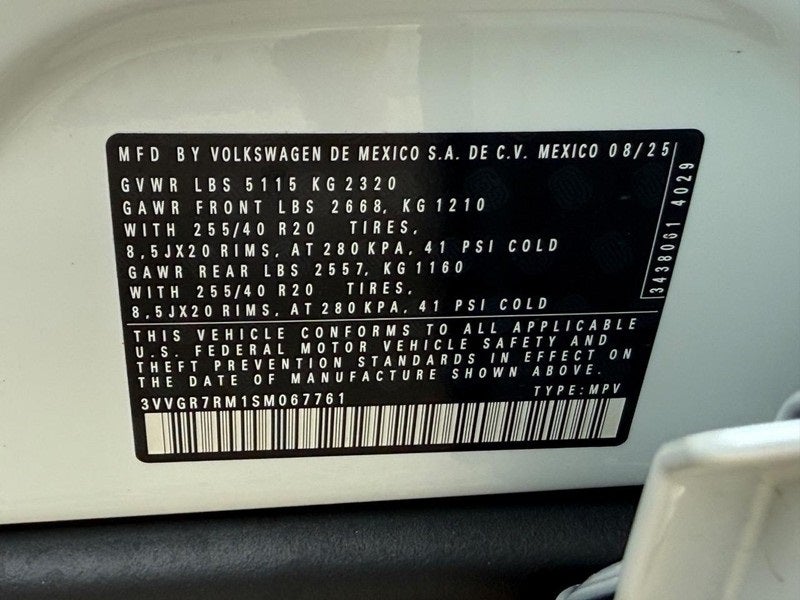 MFD BY VOLKSWAGEN DE MEXICO S.A. DE C.V. MEXICO 08/25
GVWR LBS 5115 KG 2320
GAWR FRONT LBS 2668, KG 1210
WITH 255/40 R20 TIRES,
8,5JX20 RIMS, AT 280 KPA, 41 PSI COLD
GAWR REAR LBS 2557, KG 1160
WITH 255/40 R20 TIRES,
8,5JX20 RIMS, AT 280 KPA, 41 PSI COLD
3438061 4029
THIS VEHICLE CONFORMS TO ALL APPLICABLE
U.S. FEDERAL MOTOR VEHICLE SAFETY AND
THEFT PREVENTION STANDARDS IN EFFECT ON
THE DATE OF MANUFACTURE SHOWN ABOVE.
3VVGR7RM1SM067761 TYPE: MPV